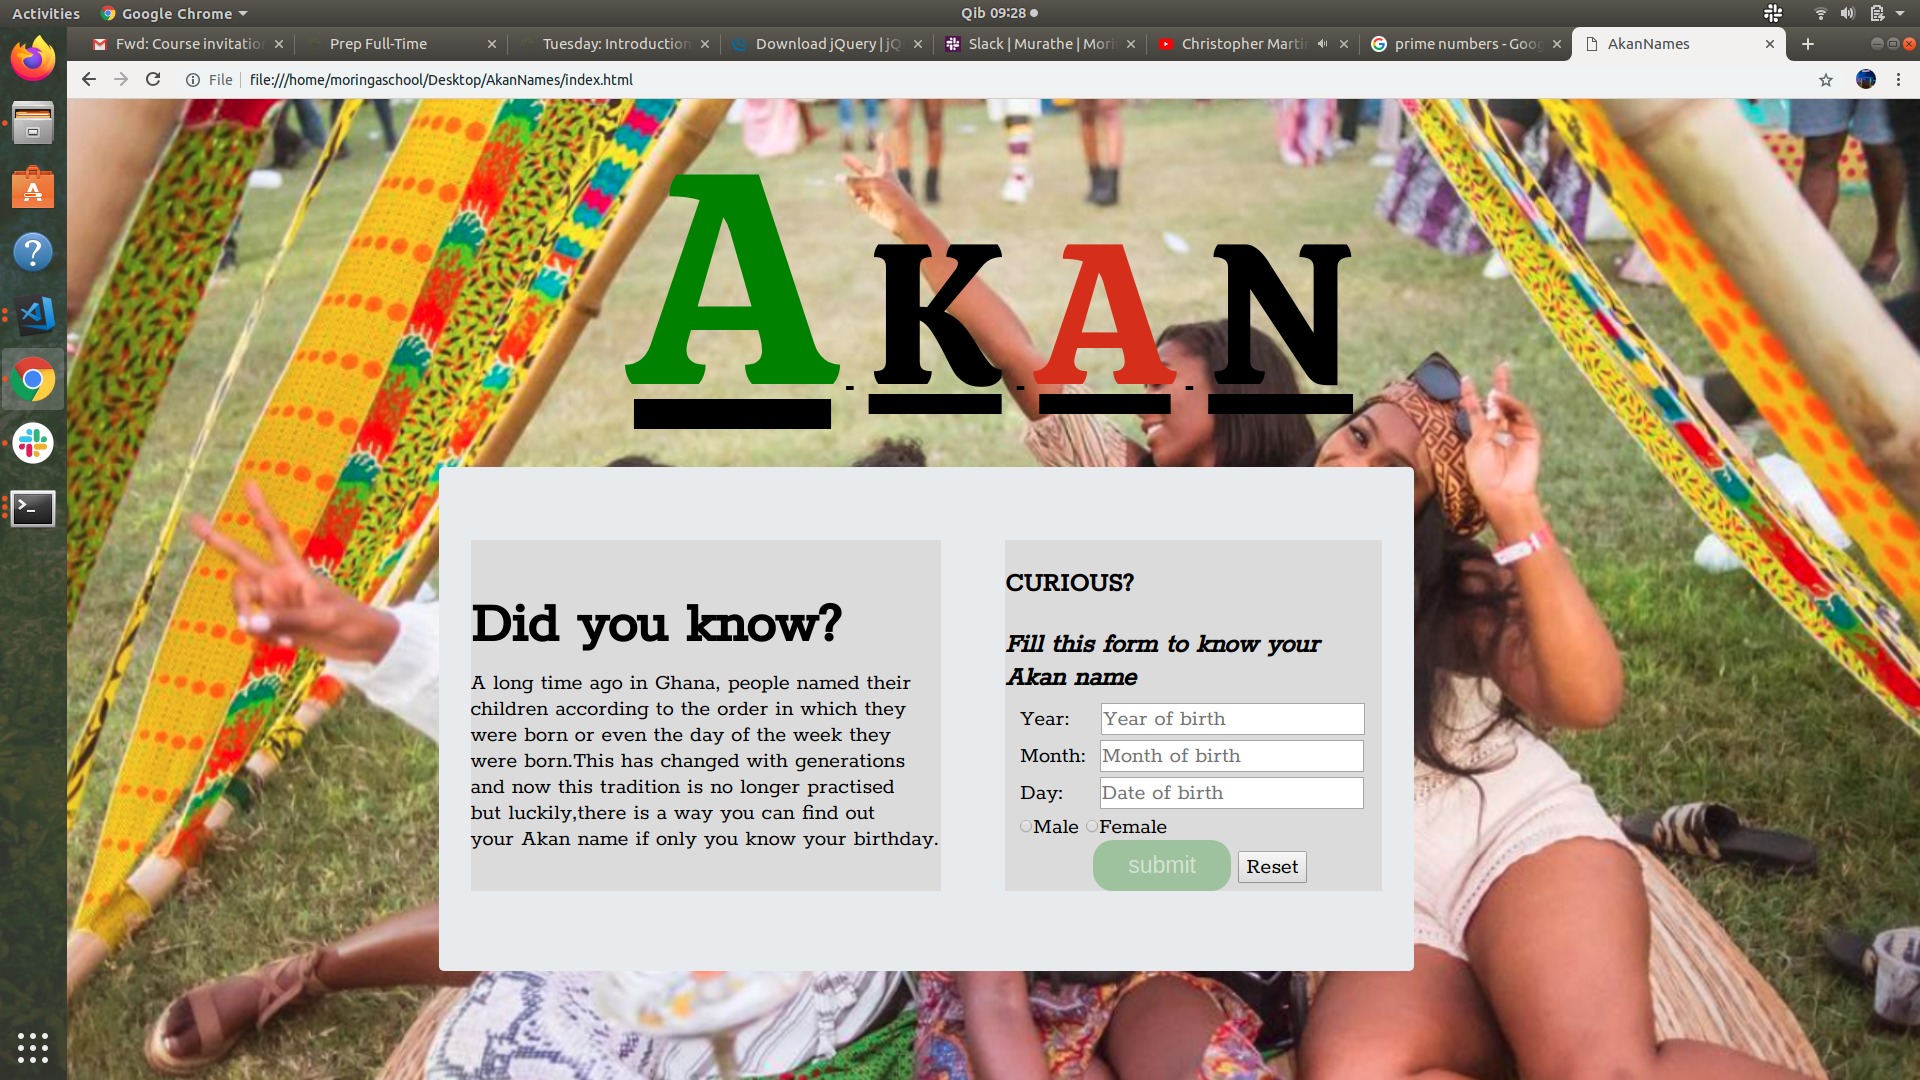 Activities Google Chrome Qib 09:28
Fwd: Course invitatio Prep Full-Time Tuesday: Introduction Download jQuery | jQ Slack | Murathe | Mori Christopher Marti prime numbers - Goog AkanNames
File file:///home/moringaschool/Desktop/AkanNames/index.html
A-K-A-N
Did you know?
A long time ago in Ghana, people named their
children according to the order in which they
were born or even the day of the week they
were born.This has changed with generations
and now this tradition is no longer practised
but luckily,there is a way you can find out
your Akan name if only you know your birthday.
CURIOUS?
Fill this form to know your
Akan name
Year: Year of birth
Month: Month of birth
Day: Date of birth
Male Female
submit Reset